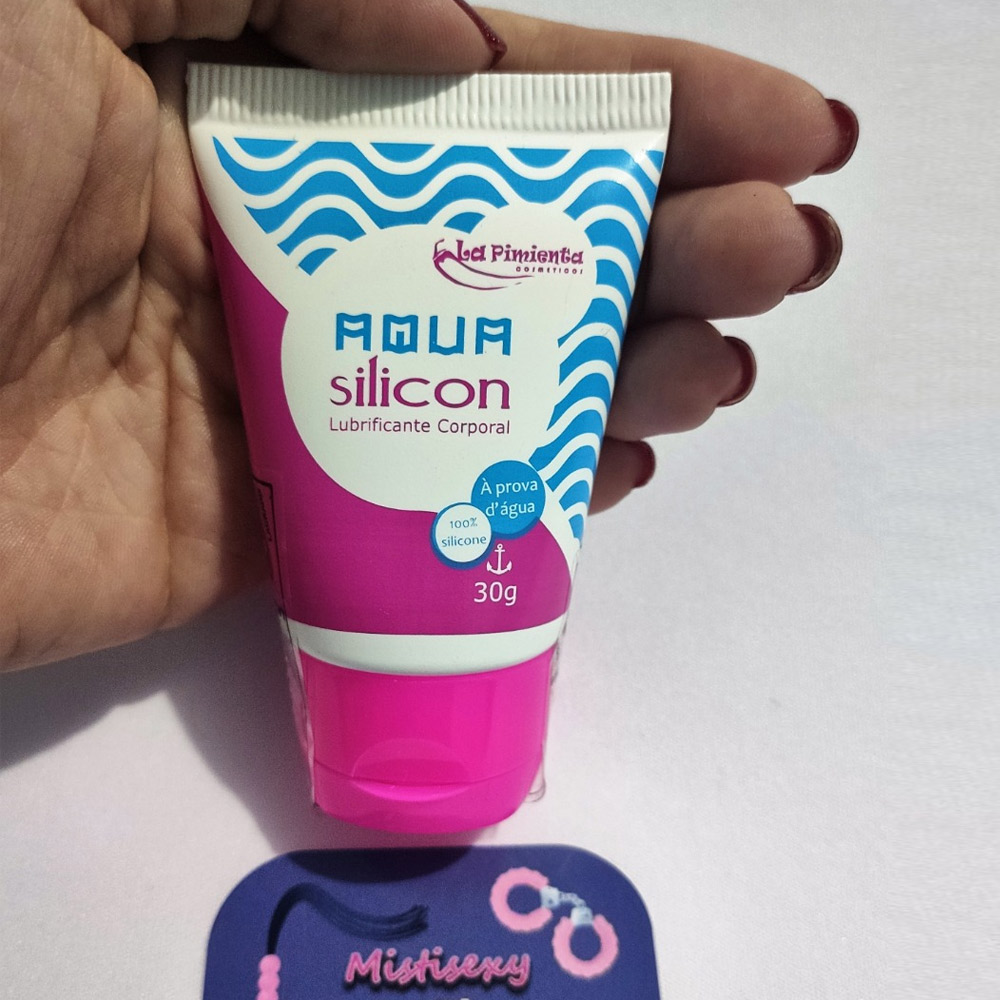 La Pimienta
COSMETICOS
AQUA
silicon
Lubrificante Corporal
À prova
d'água
100%
silicone
30g
Mistisexy